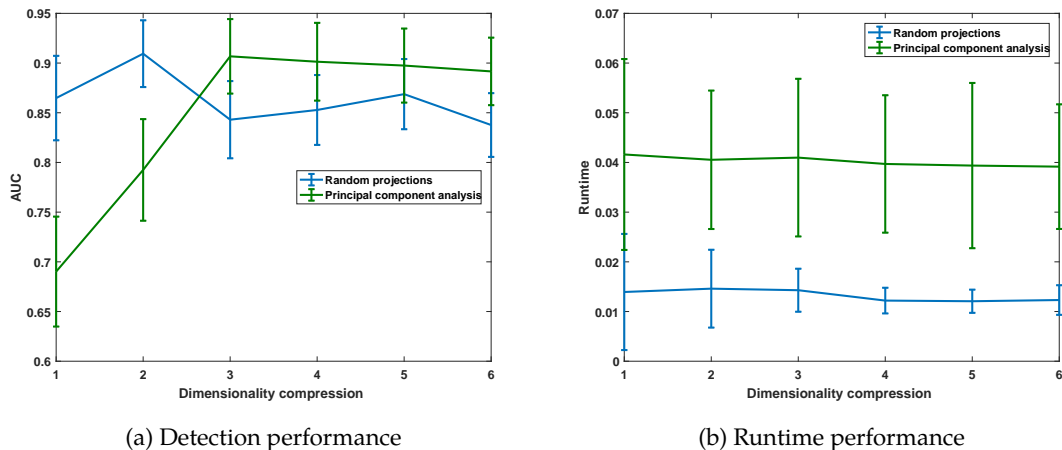 0.95
0.9
0.85
0.8
0.75
0.7
0.65
0.6
AUC
1 2 3 4 5 6
Dimensionality compression
Random projections
Principal component analysis
(a) Detection performance
0.07
0.06
0.05
0.04
0.03
0.02
0.01
0
Runtime
1 2 3 4 5 6
Dimensionality compression
Random projections
Principal component analysis
(b) Runtime performance